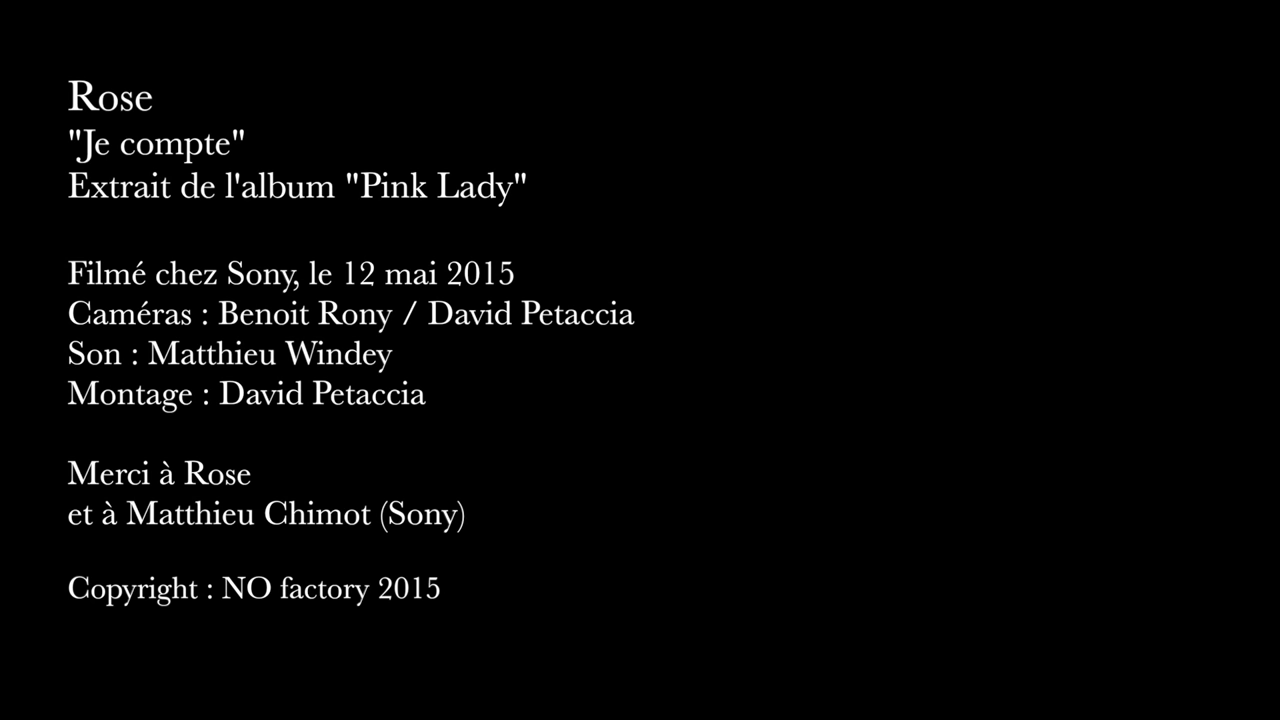 Rose
"Je compte"
Extrait de l'album "Pink Lady"
Filmé chez Sony, le 12 mai 2015
Caméras : Benoit Rony / David Petaccia
Son : Matthieu Windey
Montage : David Petaccia
Merci à Rose
et à Matthieu Chimot (Sony)
Copyright : NO factory 2015